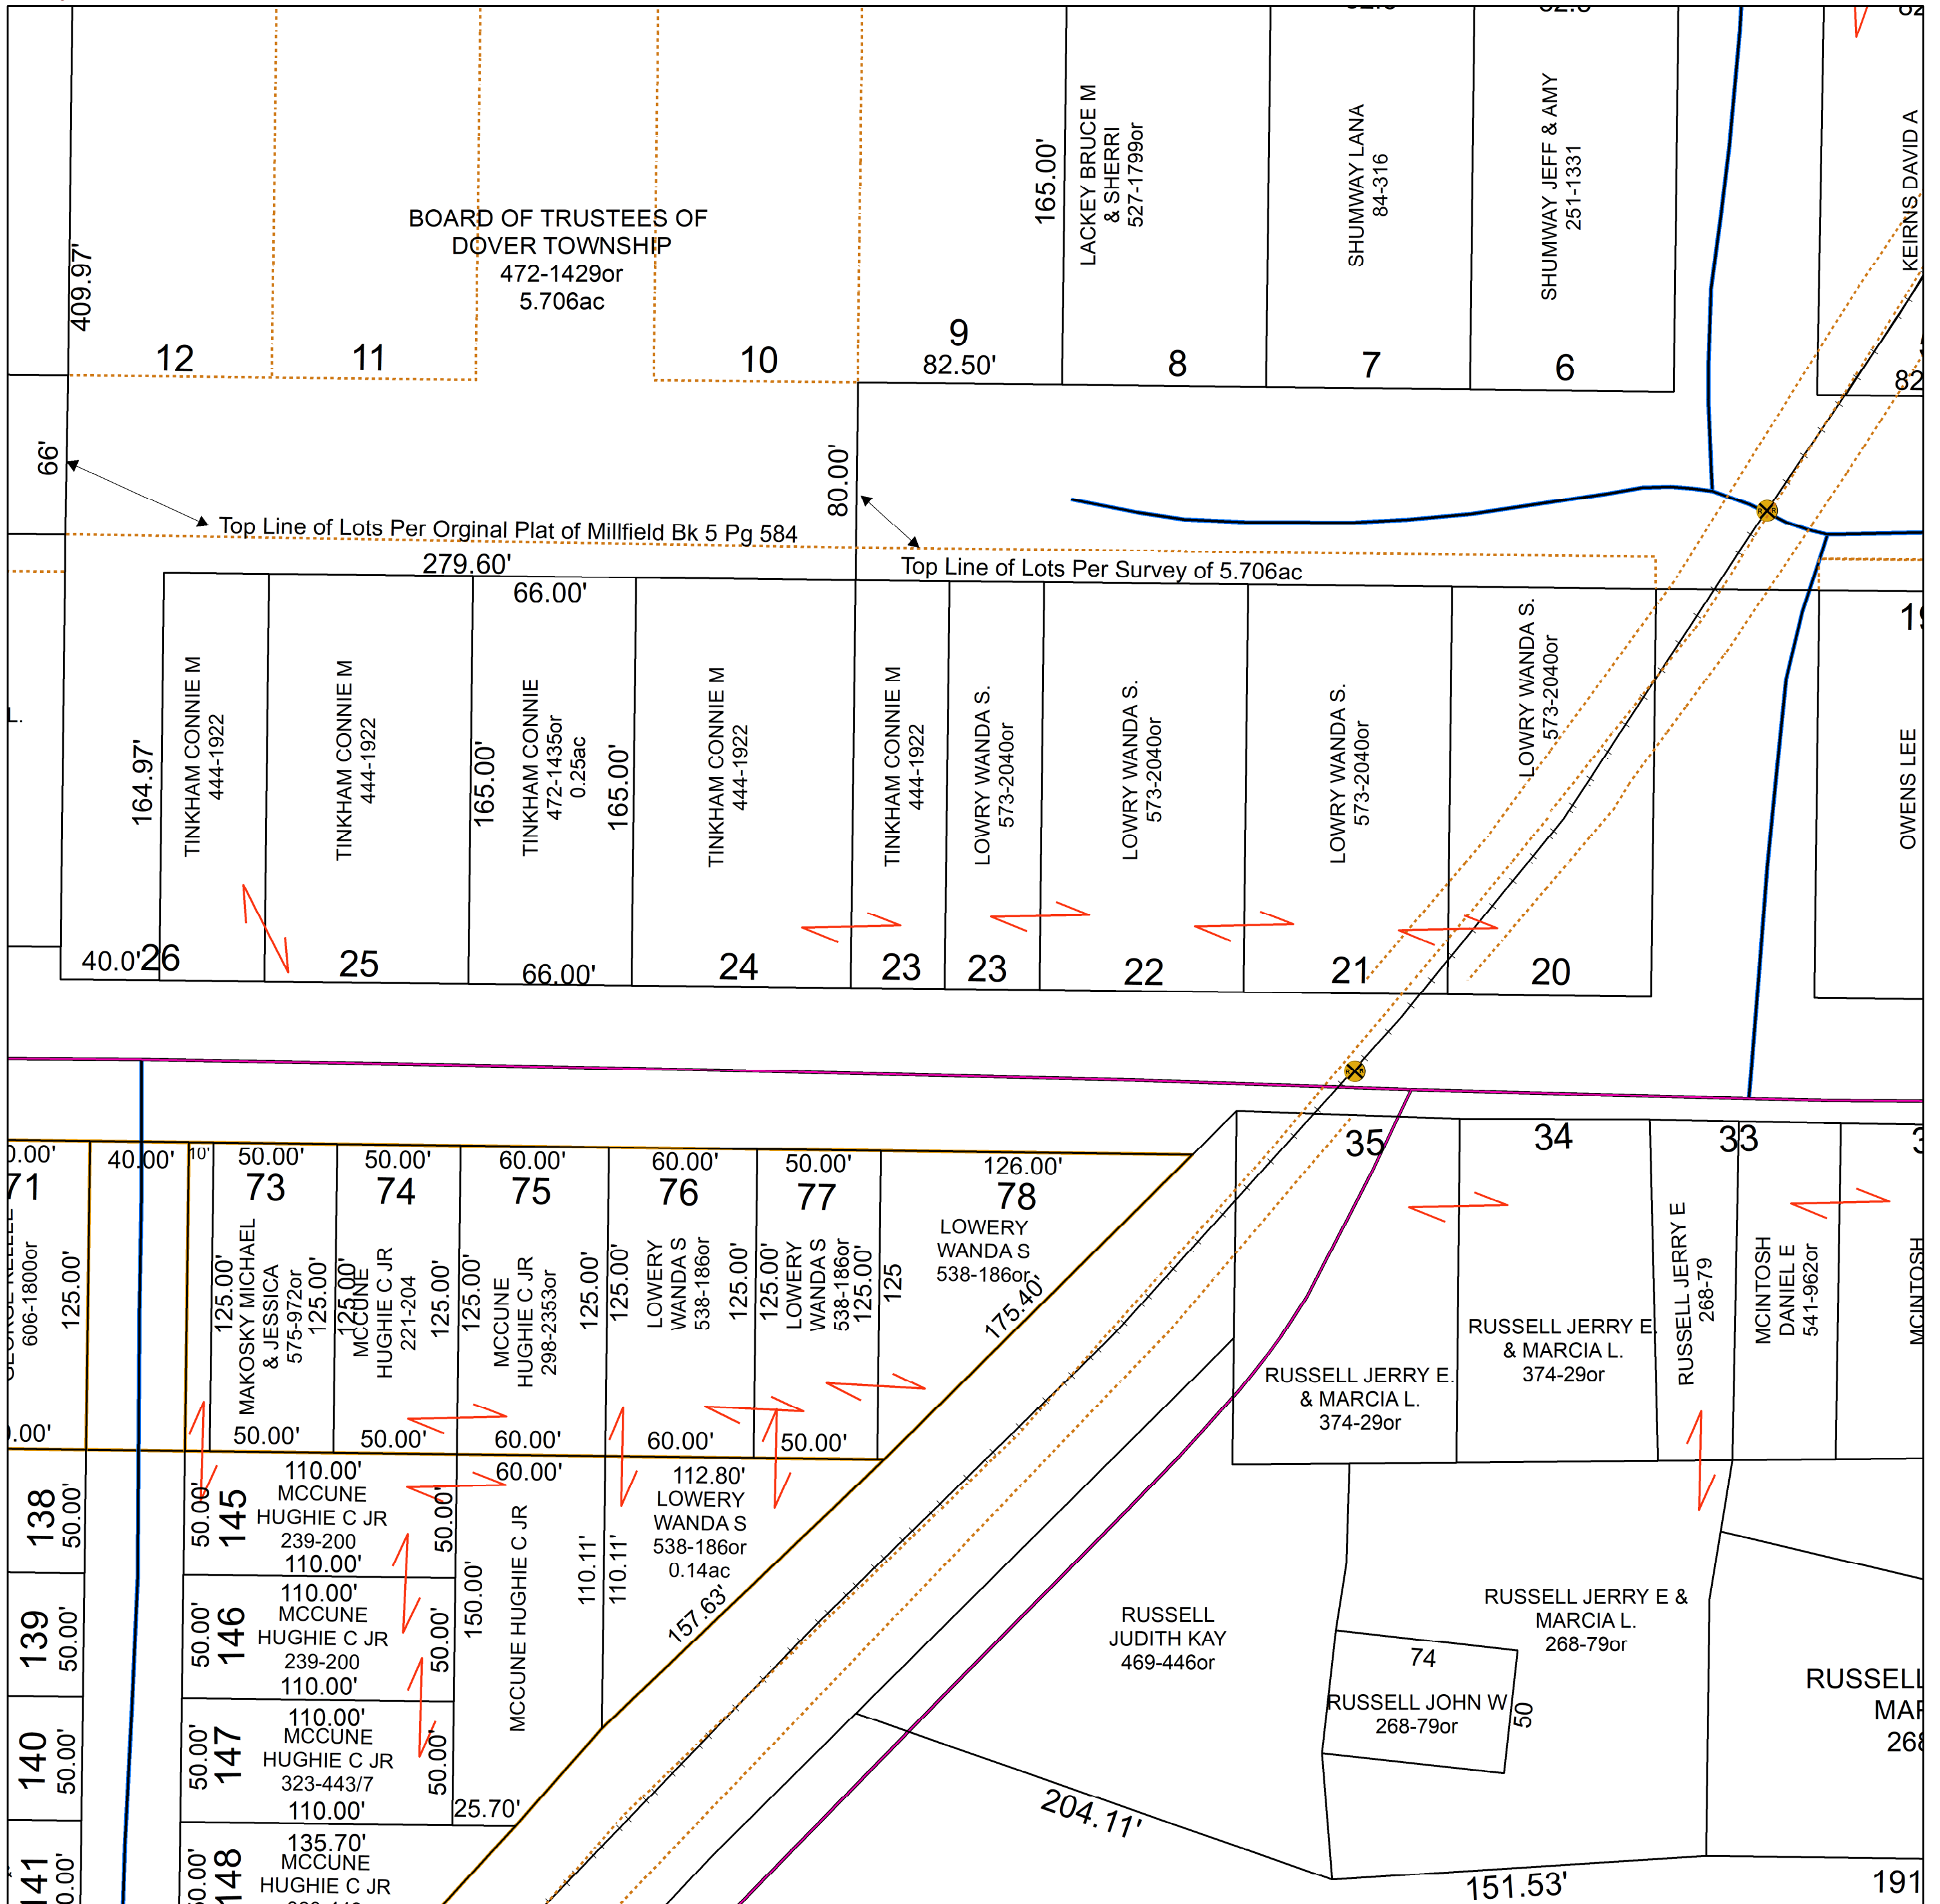 BOARD OF TRUSTEES OF
DOVER TOWNSHIP
472-1429or
5.706ac
409.97'
12
11
10
9
82.50'
165.00'
LACKEY BRUCE M
& SHERRI
527-1799or
8
SHUMWAY LANA
84-316
7
SHUMWAY JEFF & AMY
251-1331
6
KEIRNS DAVID A
82
66'
80.00'
Top Line of Lots Per Orginal Plat of Millfield Bk 5 Pg 584
279.60'
66.00'
Top Line of Lots Per Survey of 5.706ac
L.
164.97'
TINKHAM CONNIE M
444-1922
TINKHAM CONNIE M
444-1922
165.00'
TINKHAM CONNIE
472-1435or
0.25ac
165.00'
TINKHAM CONNIE M
444-1922
TINKHAM CONNIE M
444-1922
LOWRY WANDA S.
573-2040or
LOWRY WANDA S.
573-2040or
LOWRY WANDA S.
573-2040or
LOWRY WANDA S.
573-2040or
OWENS LEE
40.0'
26
25
66.00'
24
23
23
22
21
20
71
606-1800or
125.00'
40.00'
10'
50.00'
73
125.00'
MAKOSKY MICHAEL
& JESSICA
575-972or
125.00'
50.00'
50.00'
74
125.00'
MCCUNE
HUGHIE C JR
221-204
125.00'
50.00'
60.00'
75
125.00'
MCCUNE
HUGHIE C JR
298-2353or
125.00'
60.00'
60.00'
76
125.00'
LOWERY
WANDA S
538-186or
125.00'
60.00'
50.00'
77
125.00'
LOWERY
WANDA S
538-186or
125.00'
50.00'
126.00'
78
LOWERY
WANDA S
538-186or
125
175.40'
35
RUSSELL JERRY E.
& MARCIA L.
374-29or
34
RUSSELL JERRY E.
& MARCIA L.
374-29or
33
RUSSELL JERRY E
268-79
MCINTOSH
DANIEL E
541-962or
MCINTOSH
138
50.00'
139
50.00'
140
50.00'
141
110.00'
50.00'
145
MCCUNE
HUGHIE C JR
239-200
110.00'
50.00'
110.00'
50.00'
146
MCCUNE
HUGHIE C JR
239-200
110.00'
50.00'
110.00'
50.00'
147
MCCUNE
HUGHIE C JR
323-443/7
110.00'
50.00'
135.70'
148
MCCUNE
HUGHIE C JR
60.00'
150.00'
MCCUNE HUGHIE C JR
110.11'
25.70'
110.11'
112.80'
LOWERY
WANDA S
538-186or
0.14ac
157.63'
RUSSELL
JUDITH KAY
469-446or
204.11'
RUSSELL JERRY E &
MARCIA L.
268-79or
74
RUSSELL JOHN W
268-79or
50
RUSSELL
151.53'
191